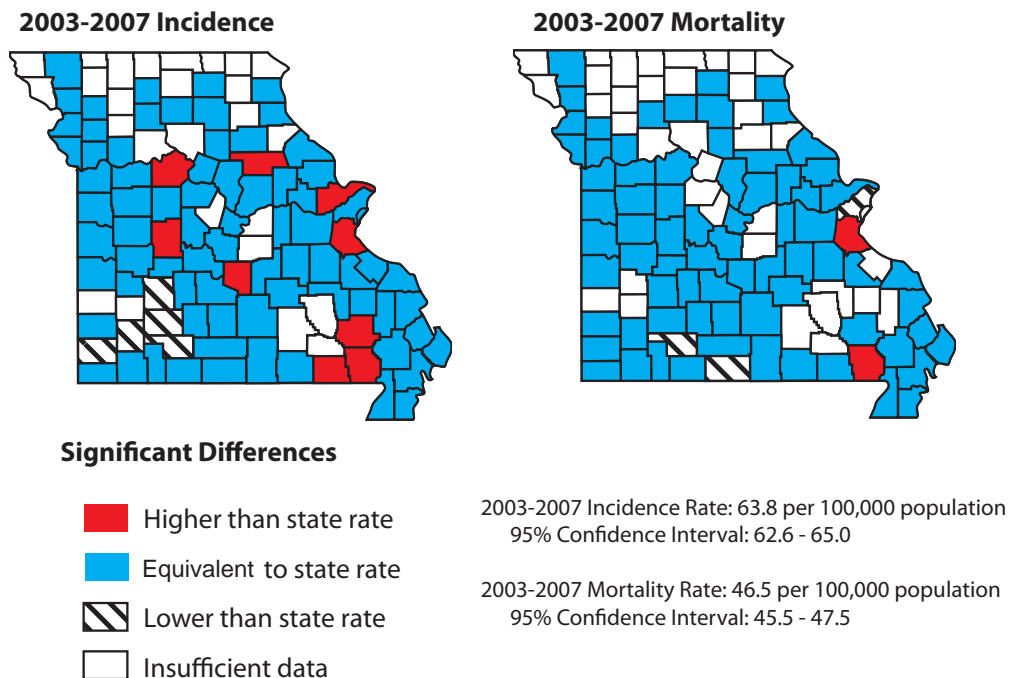 2003-2007 Incidence
2003-2007 Mortality
Significant Differences
Higher than state rate
Equivalent to state rate
Lower than state rate
Insufficient data
2003-2007 Incidence Rate: 63.8 per 100,000 population
95% Confidence Interval: 62.6 - 65.0
2003-2007 Mortality Rate: 46.5 per 100,000 population
95% Confidence Interval: 45.5 - 47.5